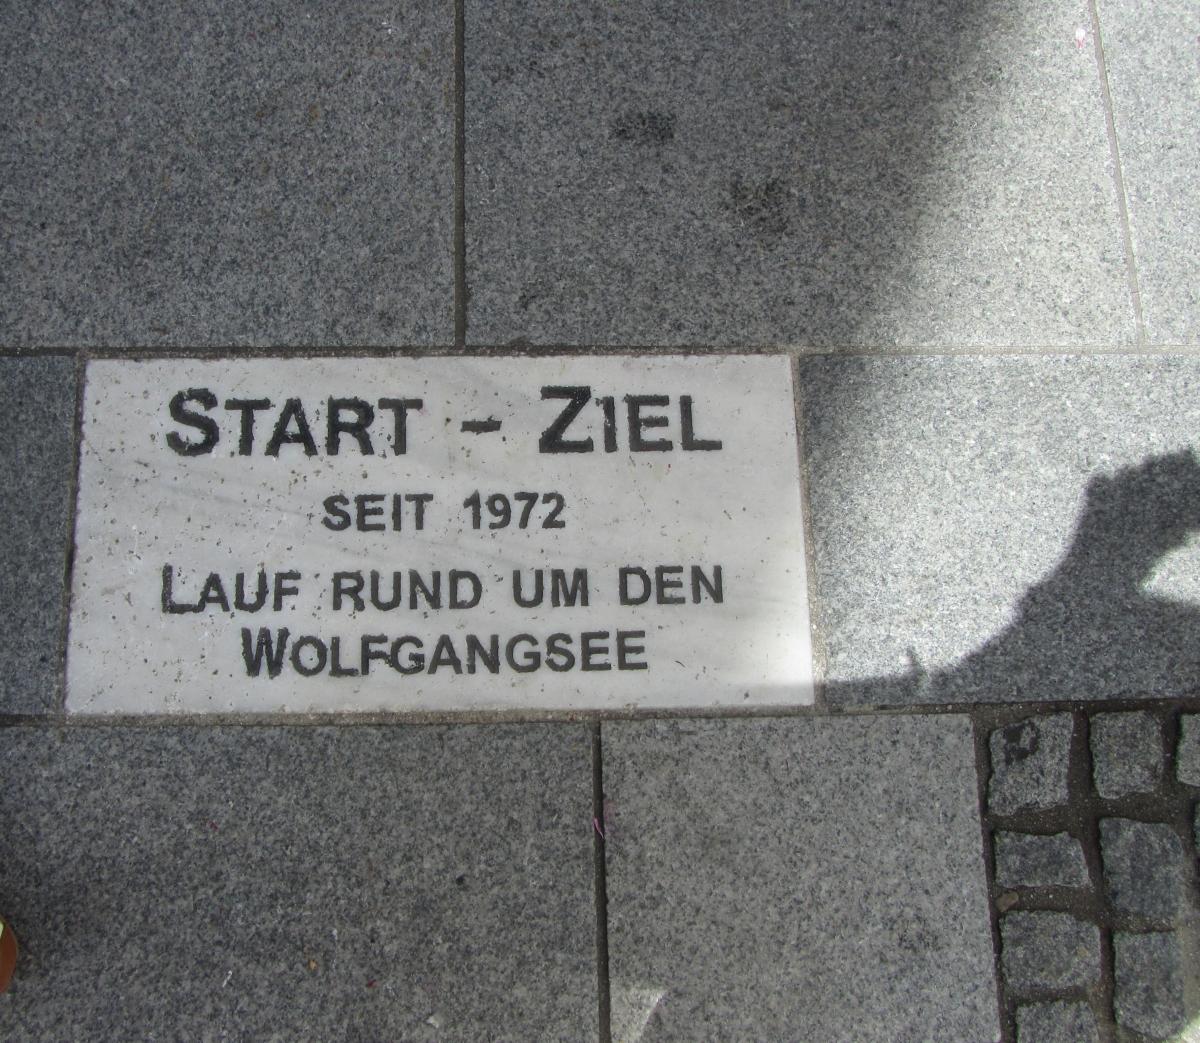 START - ZIEL
SEIT 1972
LAUF RUND UM DEN
WOLFGANGSEE